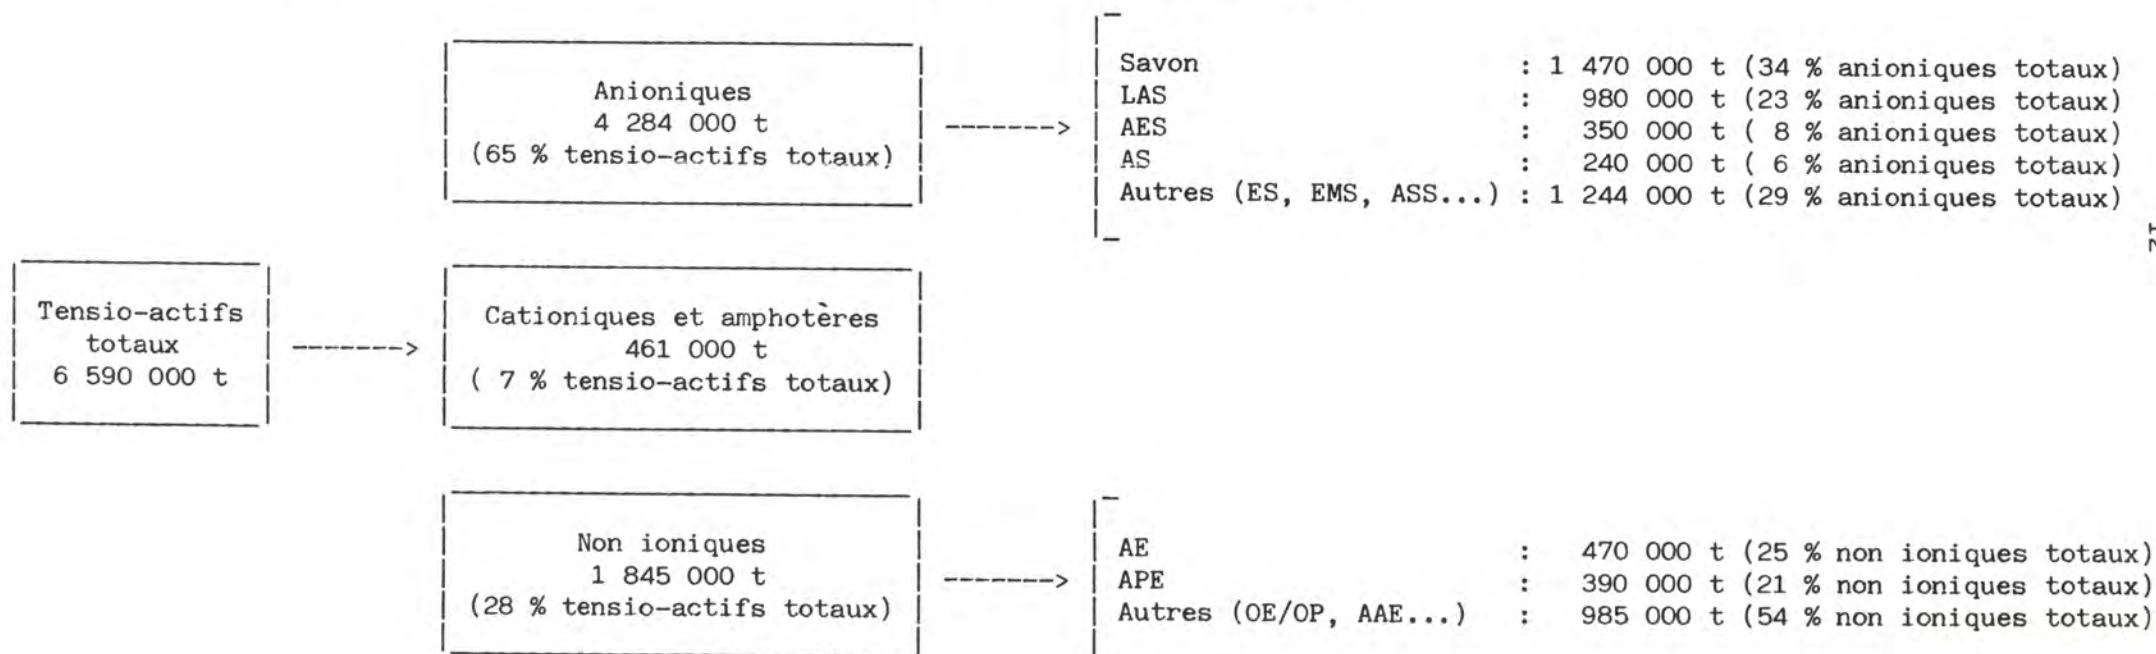 Anioniques
4 284 000 t
(65 % tensio-actifs totaux)
------->
Savon : 1 470 000 t (34 % anioniques totaux)
LAS : 980 000 t (23 % anioniques totaux)
AES : 350 000 t ( 8 % anioniques totaux)
AS : 240 000 t ( 6 % anioniques totaux)
Autres (ES, EMS, ASS...) : 1 244 000 t (29 % anioniques totaux)
12
Tensio-actifs
totaux
6 590 000 t
------->
Cationiques et amphotères
461 000 t
( 7 % tensio-actifs totaux)
Non ioniques
1 845 000 t
(28 % tensio-actifs totaux)
------->
AE : 470 000 t (25 % non ioniques totaux)
APE : 390 000 t (21 % non ioniques totaux)
Autres (OE/OP, AAE...) : 985 000 t (54 % non ioniques totaux)